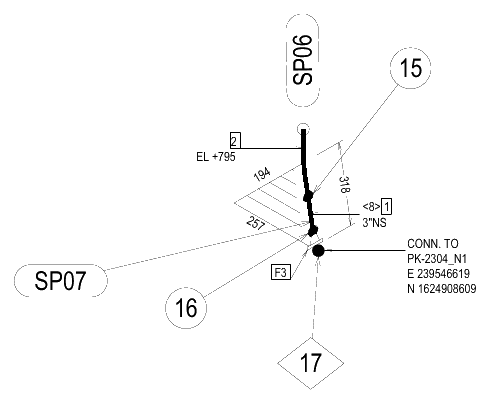 SP06
15
2
EL +795
194
318
<8> 1
3"NS
257
CONN. TO
PK-2304_N1
E 239546619
N 1624908609
F3
SP07
16
17